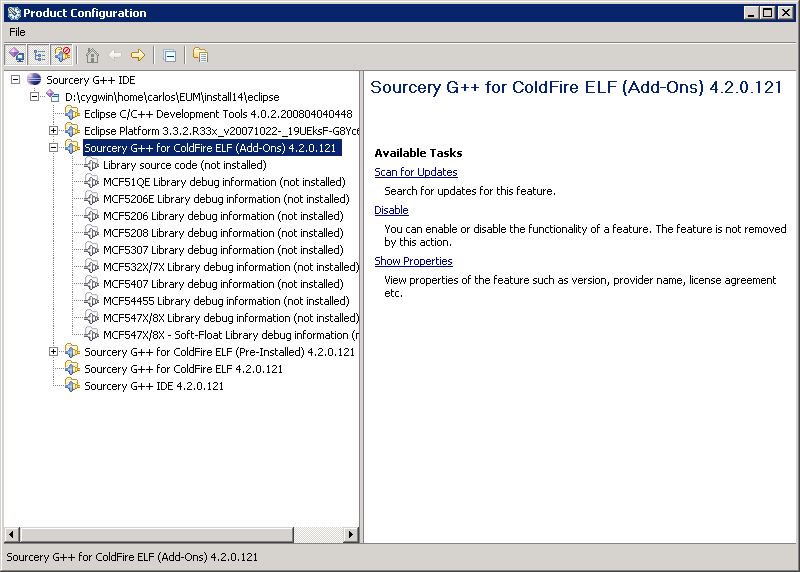 Product Configuration
File
Sourcery G++ IDE
D:\cygwin\home\carlos\EUM\install14\eclipse
Eclipse C/C++ Development Tools 4.0.2.200804040448
Eclipse Platform 3.3.2.R33x_v20071022-_19UEksF-G8Yc6
Sourcery G++ for ColdFire ELF (Add-Ons) 4.2.0.121
Library source code (not installed)
MCF51QE Library debug information (not installed)
MCF5206E Library debug information (not installed)
MCF5206 Library debug information (not installed)
MCF5208 Library debug information (not installed)
MCF5307 Library debug information (not installed)
MCF532X/7X Library debug information (not installed)
MCF5407 Library debug information (not installed)
MCF54455 Library debug information (not installed)
MCF547X/8X Library debug information (not installed)
MCF547X/8X - Soft-Float Library debug information (n
Sourcery G++ for ColdFire ELF (Pre-Installed) 4.2.0.121
Sourcery G++ for ColdFire ELF 4.2.0.121
Sourcery G++ IDE 4.2.0.121
Sourcery G++ for ColdFire ELF (Add-Ons) 4.2.0.121
Available Tasks
Scan for Updates
Search for updates for this feature.
Disable
You can enable or disable the functionality of a feature. The feature is not removed
by this action.
Show Properties
View properties of the feature such as version, provider name, license agreement
etc.
Sourcery G++ for ColdFire ELF (Add-Ons) 4.2.0.121